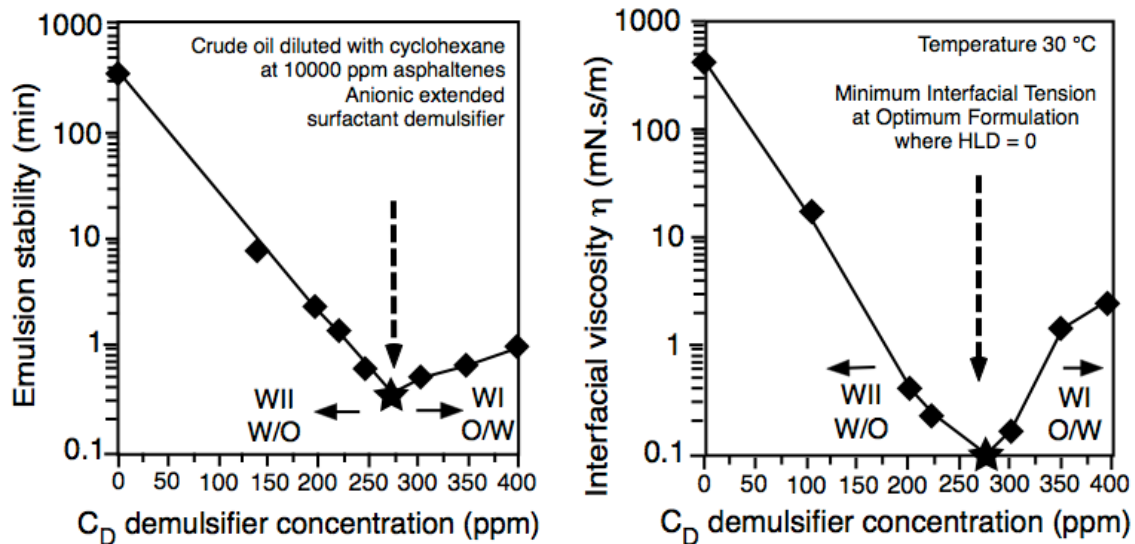 1000
100
10
1
0.1
Emulsion stability (min)
Crude oil diluted with cyclohexane
at 10000 ppm asphaltenes
Anionic extended
surfactant demulsifier
WII
W/O
WI
O/W
0 50 100 150 200 250 300 350 400
C_D demulsifier concentration (ppm)
1000
100
10
1
0.1
Interfacial viscosity η (mN.s/m)
Temperature 30 °C
Minimum Interfacial Tension
at Optimum Formulation
where HLD = 0
WII
W/O
WI
O/W
0 50 100 150 200 250 300 350 400
C_D demulsifier concentration (ppm)